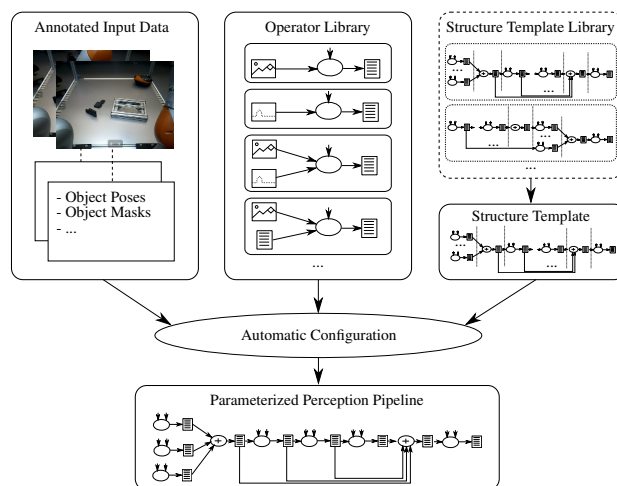 Annotated Input Data
- Object Poses
- Object Masks
- ...
Operator Library
...
Structure Template Library
...
...
...
Structure Template
...
Automatic Configuration
Parameterized Perception Pipeline